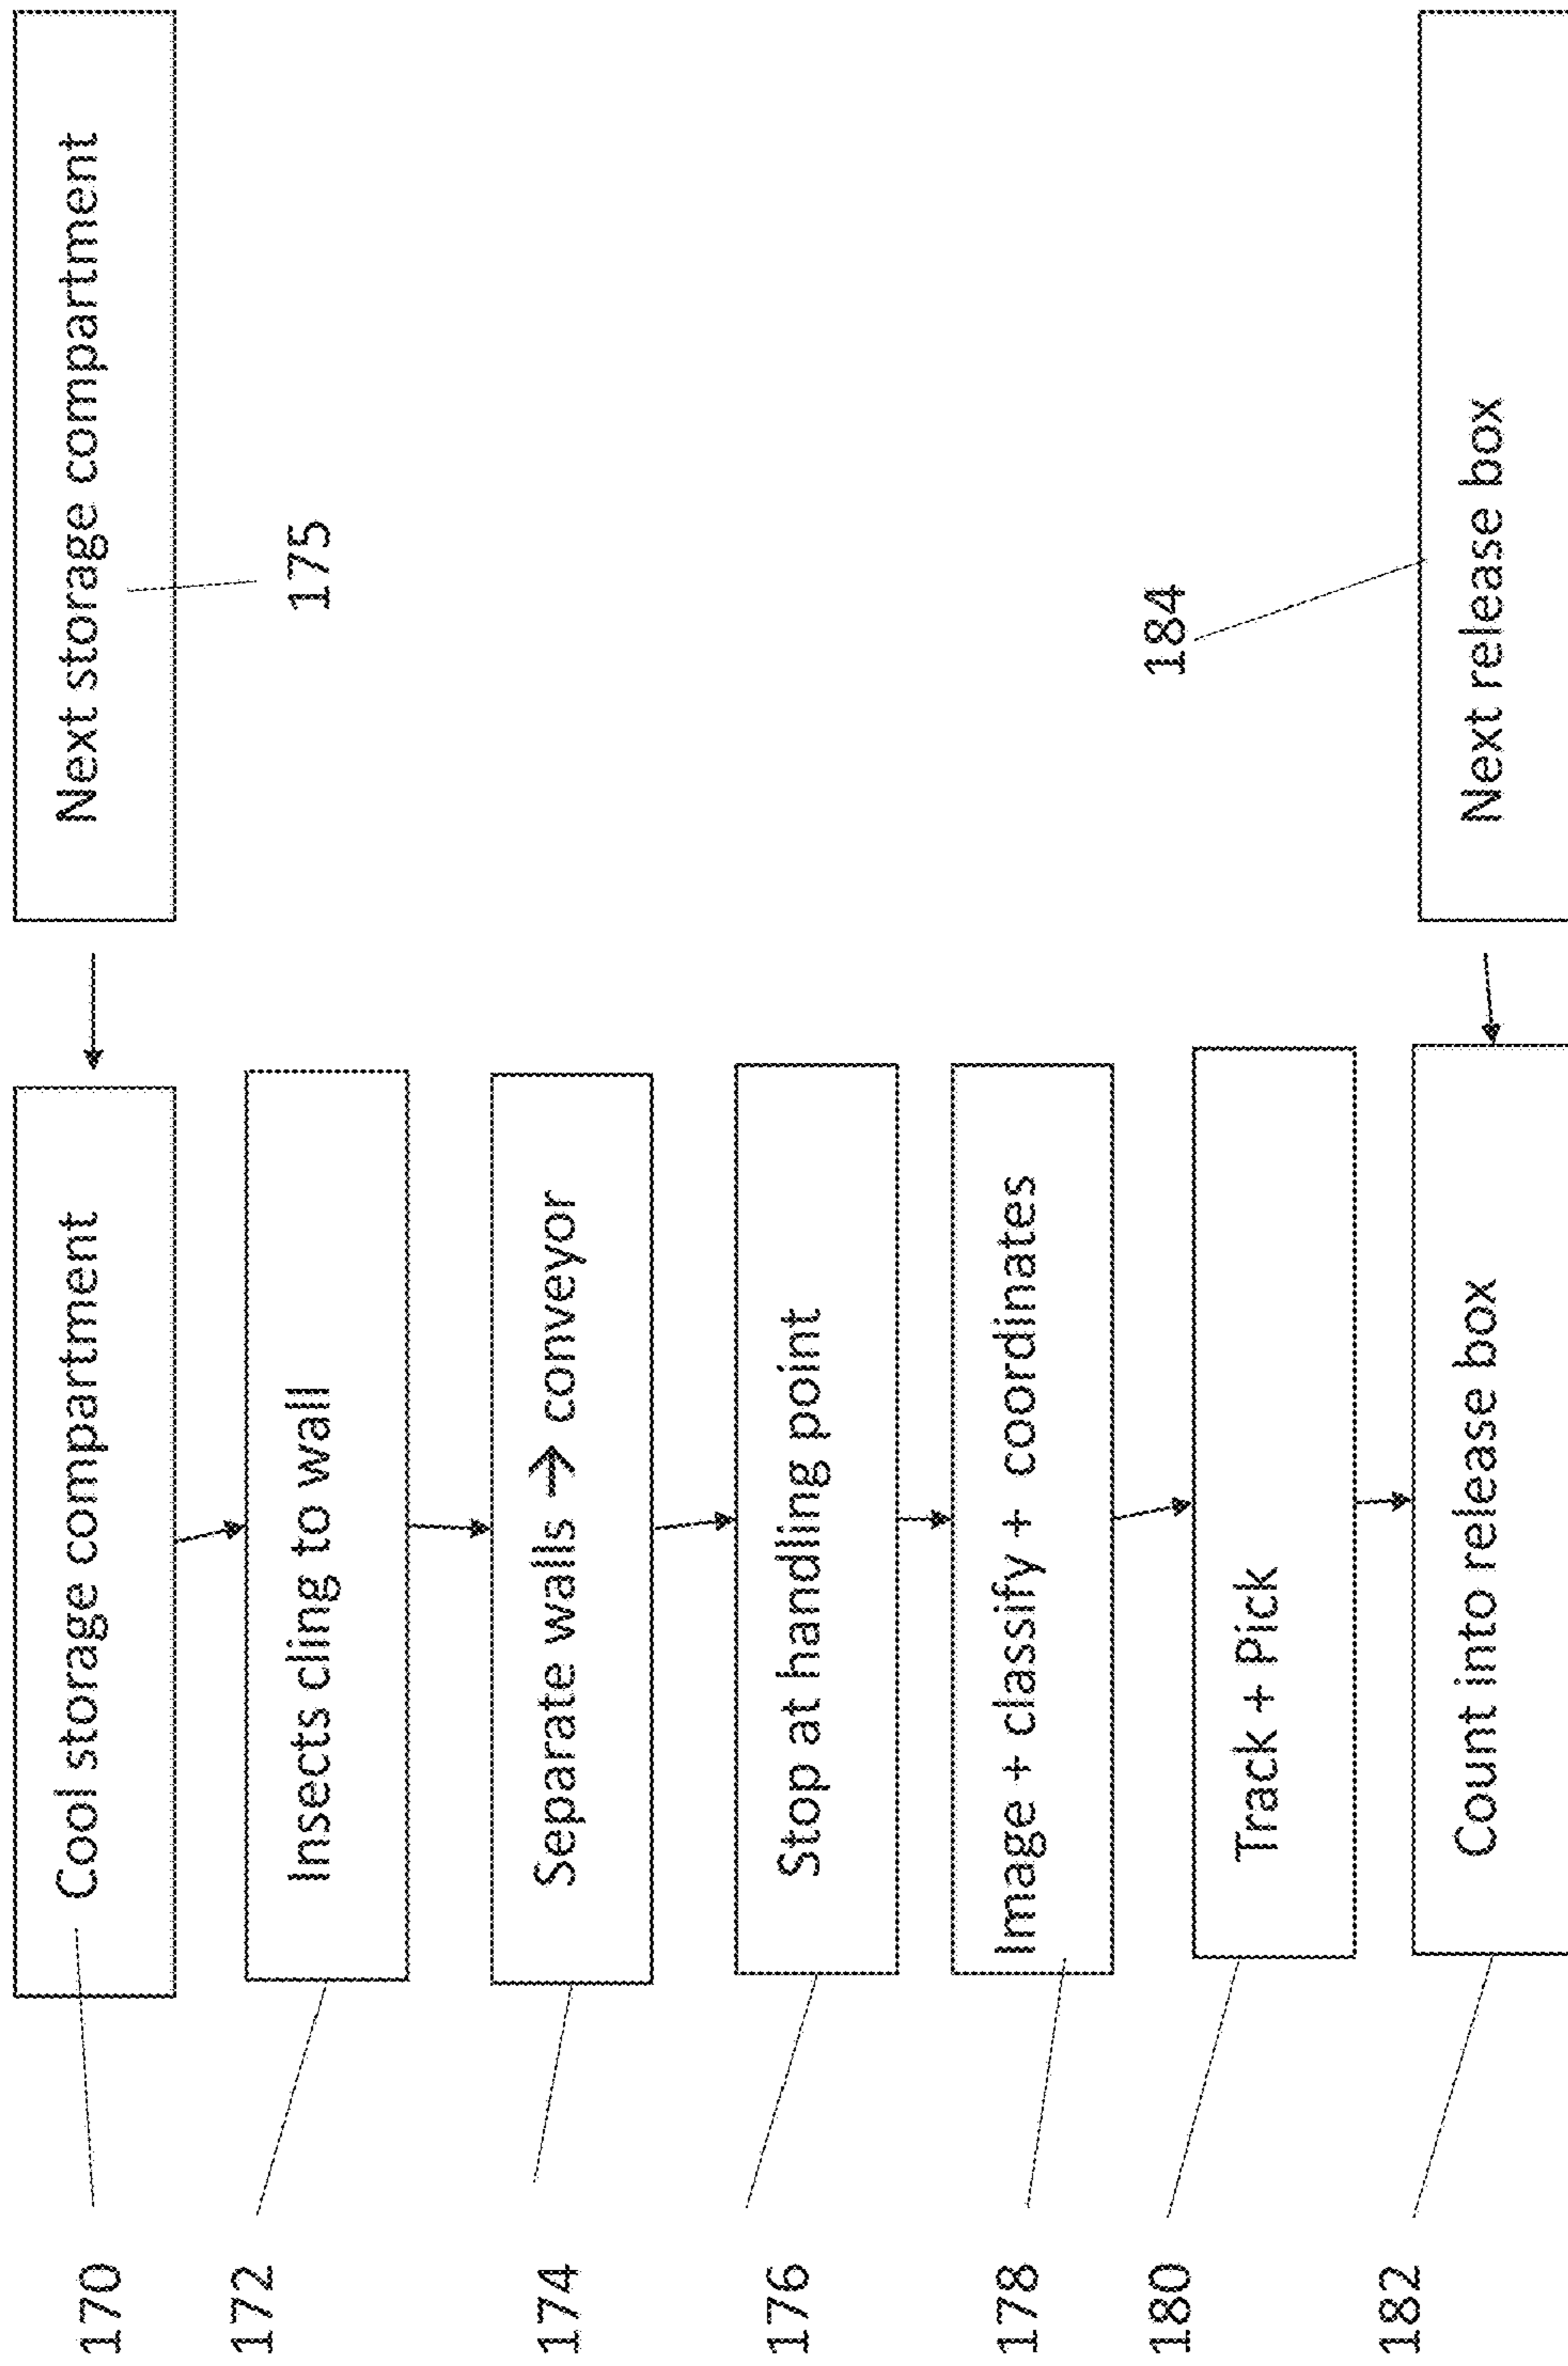 170
Cool storage compartment
Next storage compartment
175
172
Insects cling to wall
174
Separate walls → conveyor
176
Stop at handling point
178
Image + classify + coordinates
180
Track + Pick
184
182
Count into release box
Next release box